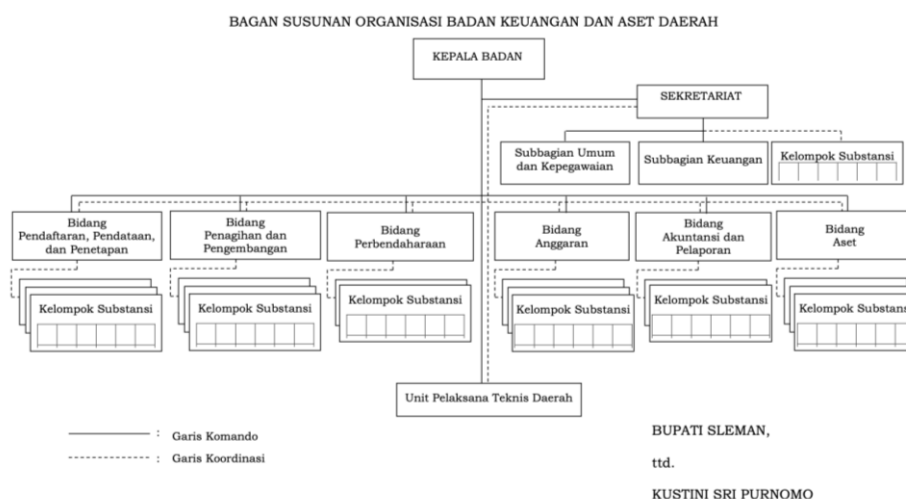 BAGAN SUSUNAN ORGANISASI BADAN KEUANGAN DAN ASET DAERAH
KEPALA BADAN
SEKRETARIAT
Subbagian Umum
dan Kepegawaian
Subbagian Keuangan
Kelompok Substansi
Bidang
Pendaftaran, Pendataan,
dan Penetapan
Bidang
Penagihan dan
Pengembangan
Bidang
Perbendaharaan
Bidang
Anggaran
Bidang
Akuntansi dan
Pelaporan
Bidang
Aset
Kelompok Substansi
Kelompok Substansi
Kelompok Substansi
Kelompok Substansi
Kelompok Substansi
Kelompok Substansi
Unit Pelaksana Teknis Daerah
: Garis Komando
: Garis Koordinasi
BUPATI SLEMAN,
ttd.
KUSTINI SRI PURNOMO